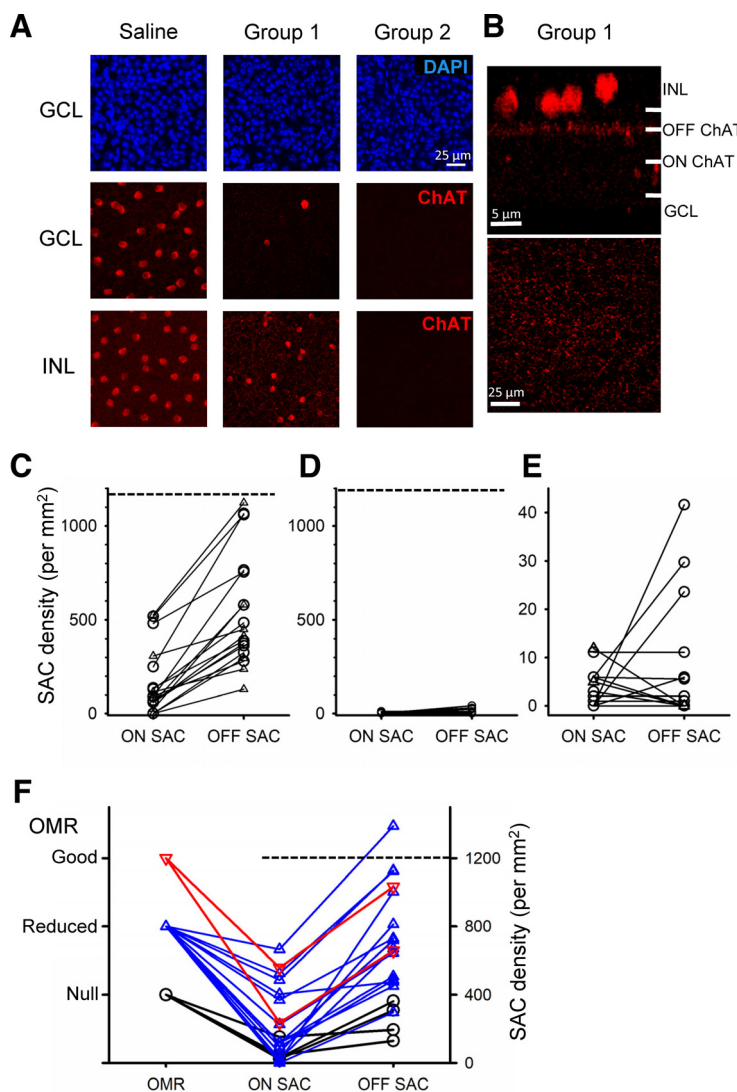 A
Saline
Group 1
Group 2
B
Group 1
GCL
DAPI
25 µm
GCL
ChAT
INL
ChAT
INL
OFF ChAT
ON ChAT
GCL
5 µm
25 µm
C
D
E
SAC density (per mm²)
1000
500
0
ON SAC
OFF SAC
1000
500
0
ON SAC
OFF SAC
40
30
20
10
0
ON SAC
OFF SAC
F
OMR
Good
Reduced
Null
1200
800
400
0
SAC density (per mm²)
OMR
ON SAC
OFF SAC